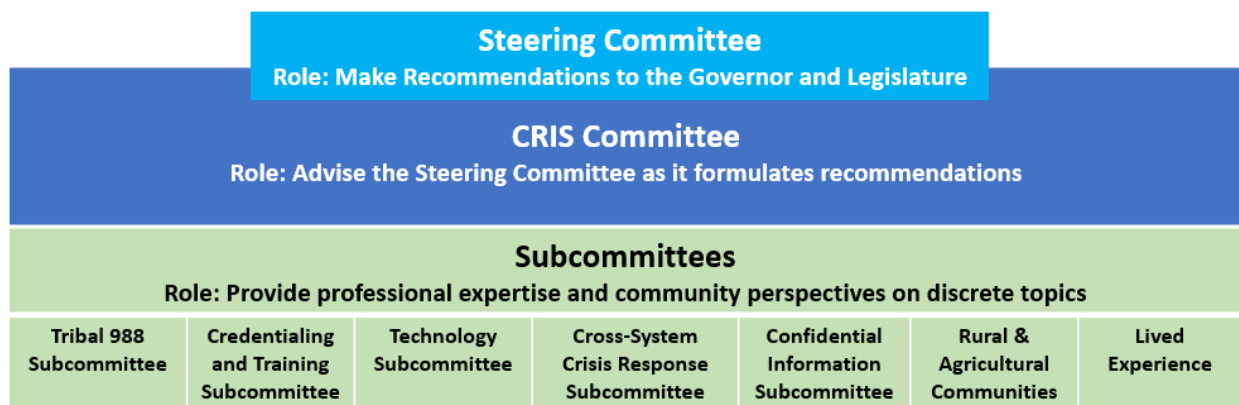 Steering Committee
Role: Make Recommendations to the Governor and Legislature
CRIS Committee
Role: Advise the Steering Committee as it formulates recommendations
Subcommittees
Role: Provide professional expertise and community perspectives on discrete topics
Tribal 988
Subcommittee
Credentialing
and Training
Subcommittee
Technology
Subcommittee
Cross-System
Crisis Response
Subcommittee
Confidential
Information
Subcommittee
Rural &
Agricultural
Communities
Lived
Experience